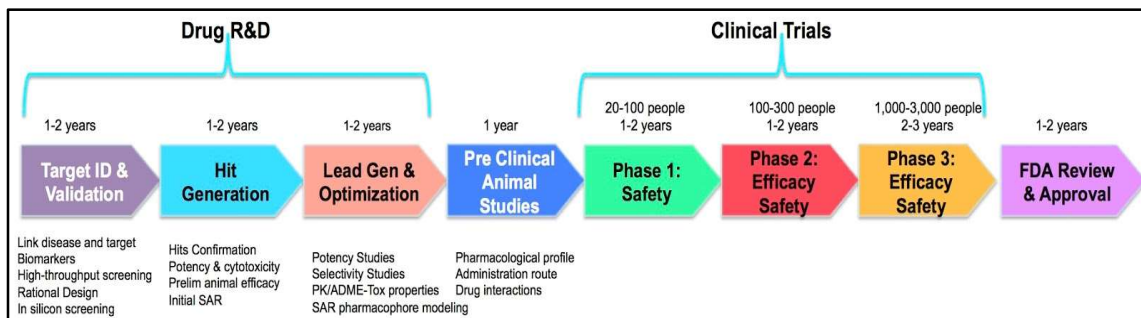 Drug R&D
Clinical Trials
1-2 years
1-2 years
1-2 years
1 year
20-100 people
1-2 years
100-300 people
1-2 years
1,000-3,000 people
2-3 years
1-2 years
Target ID &
Validation
Hit
Generation
Lead Gen &
Optimization
Pre Clinical
Animal
Studies
Phase 1:
Safety
Phase 2:
Efficacy
Safety
Phase 3:
Efficacy
Safety
FDA Review
& Approval
Link disease and target
Biomarkers
High-throughput screening
Rational Design
In silicon screening
Hits Confirmation
Potency & cytotoxicity
Prelim animal efficacy
Initial SAR
Potency Studies
Selectivity Studies
PK/ADME-Tox properties
SAR pharmacophore modeling
Pharmacological profile
Administration route
Drug interactions